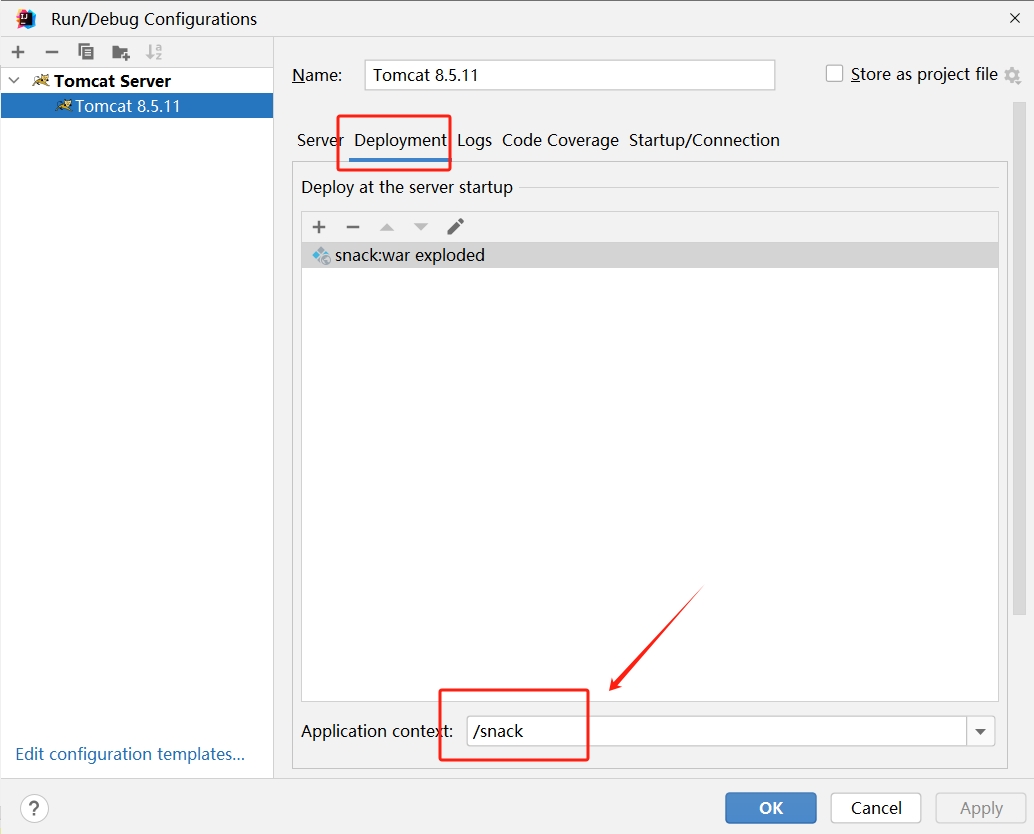 Run/Debug Configurations
Tomcat Server
Tomcat 8.5.11
Name: Tomcat 8.5.11
Store as project file
Server Deployment Logs Code Coverage Startup/Connection
Deploy at the server startup
snack:war exploded
Application context: /snack
Edit configuration templates...
? OK Cancel Apply